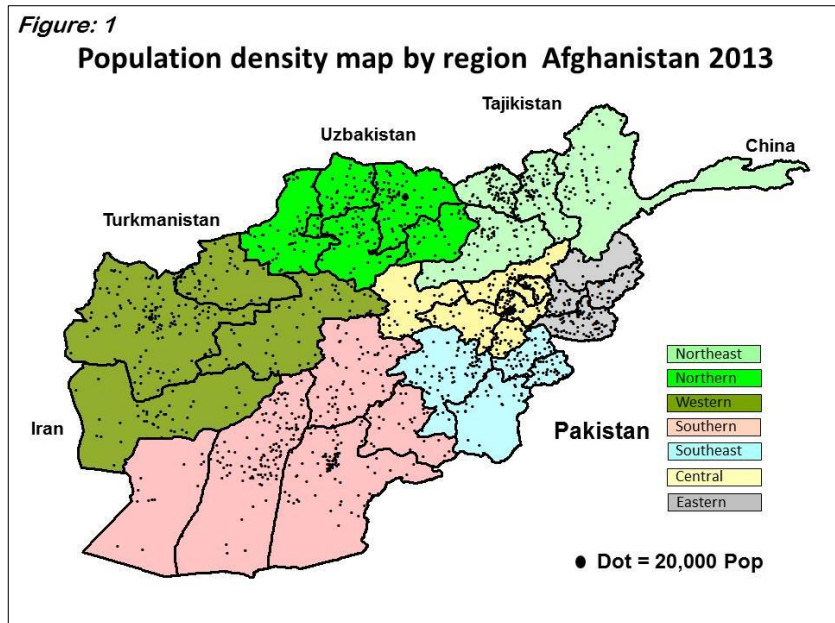 Figure: 1
Population density map by region Afghanistan 2013
Tajikistan
Uzbakistan
China
Turkmanistan
Northeast
Northern
Western
Southern
Southeast
Central
Eastern
Iran
Pakistan
Dot = 20,000 Pop